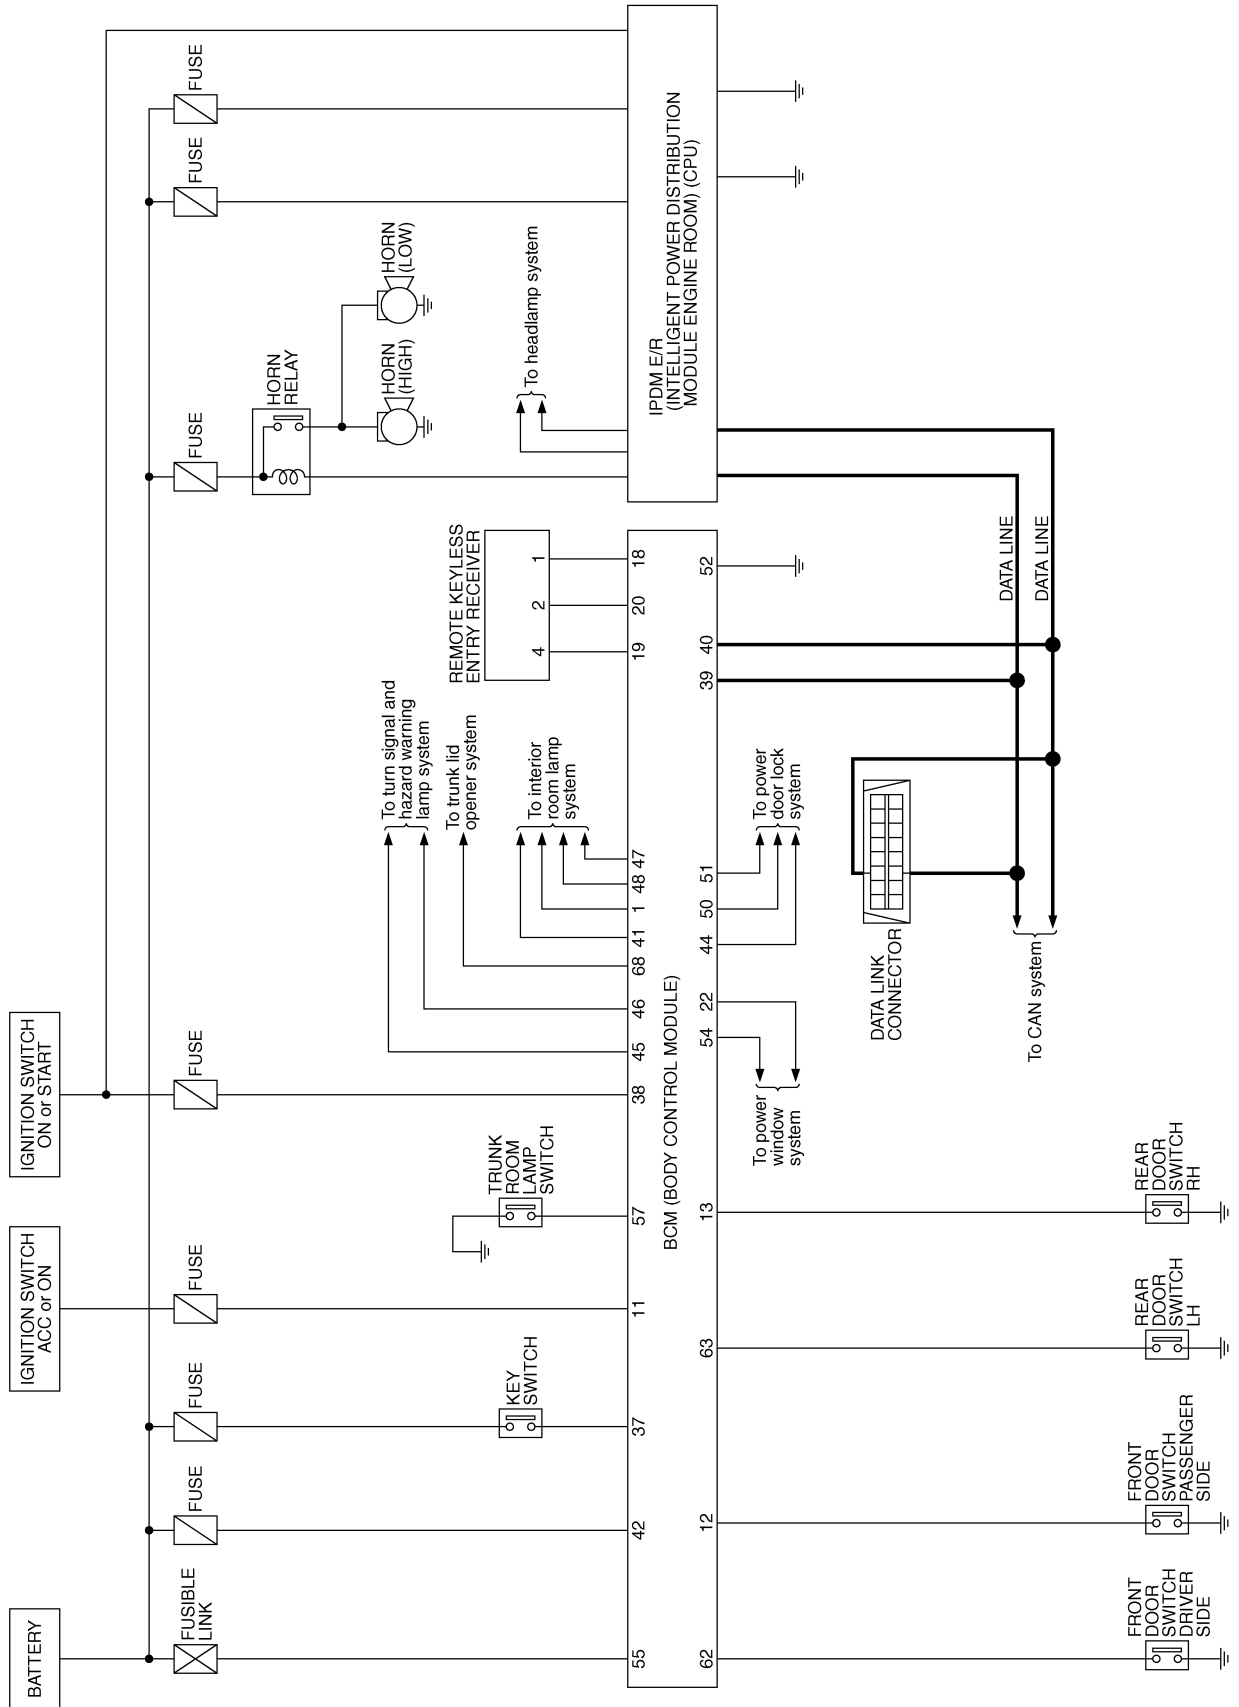 BATTERY
IGNITION SWITCH
ACC or ON
IGNITION SWITCH
ON or START
FUSIBLE
LINK
FUSE
FUSE
FUSE
FUSE
FUSE
FUSE
FUSE
HORN
RELAY
HORN
(HIGH)
HORN
(LOW)
To turn signal and
hazard warning
lamp system
To trunk lid
opener system
To interior
room lamp
system
REMOTE KEYLESS
ENTRY RECEIVER
4
2
1
To headlamp system
KEY
SWITCH
TRUNK
ROOM
LAMP
SWITCH
55
42
37
11
57
38
45
46
68
41
1
48
47
19
20
18
BCM (BODY CONTROL MODULE)
IPDM E/R
(INTELLIGENT POWER DISTRIBUTION
MODULE ENGINE ROOM) (CPU)
62
12
63
13
54
22
44
50
51
39
40
52
To power
window
system
To power
door lock
system
DATA LINK
CONNECTOR
DATA LINE
DATA LINE
To CAN system
FRONT
DOOR
SWITCH
DRIVER
SIDE
FRONT
DOOR
SWITCH
PASSENGER
SIDE
REAR
DOOR
SWITCH
LH
REAR
DOOR
SWITCH
RH